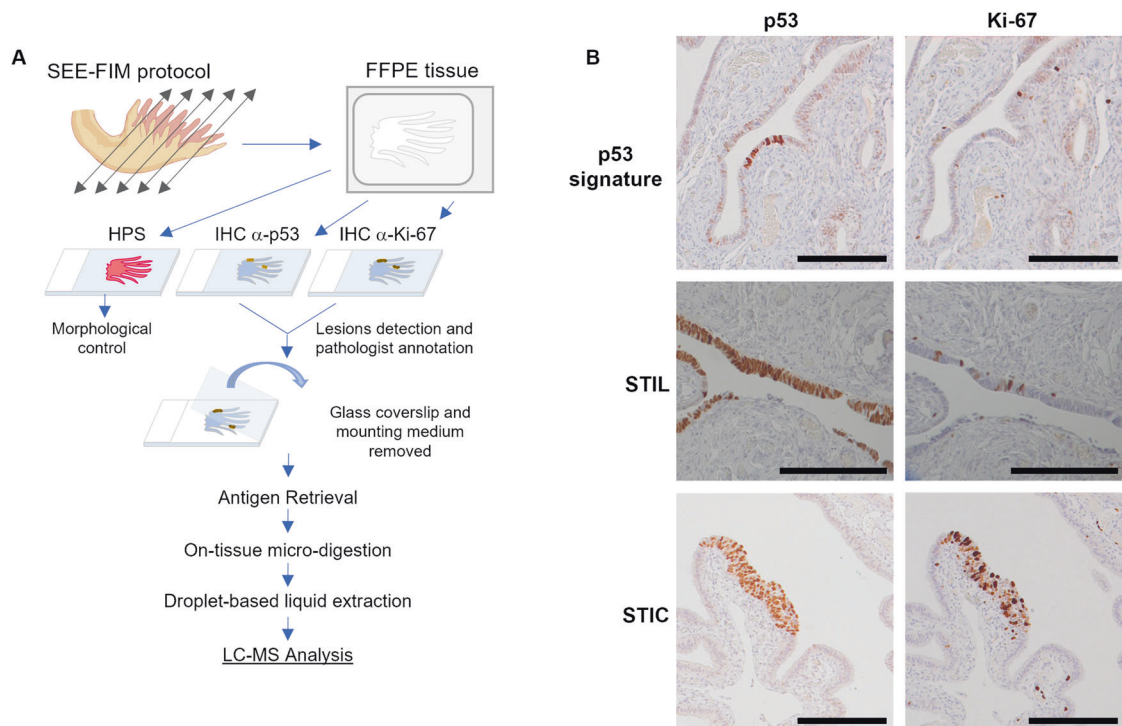 A
SEE-FIM protocol
FFPE tissue
HPS
IHC α-p53
IHC α-Ki-67
Morphological
control
Lesions detection and
pathologist annotation
Glass coverslip and
mounting medium
removed
Antigen Retrieval
On-tissue micro-digestion
Droplet-based liquid extraction
LC-MS Analysis
B
p53
Ki-67
p53
signature
STIL
STIC